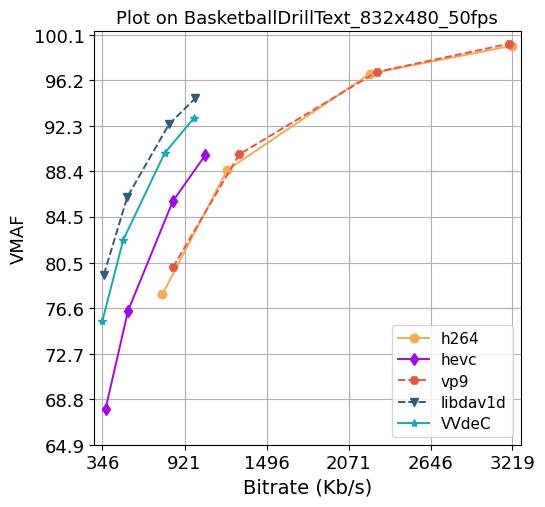 Plot on BasketballDrillText_832x480_50fps
VMAF
100.1
96.2
92.3
88.4
84.5
80.5
76.6
72.7
68.8
64.9
h264
hevc
vp9
libdav1d
VVdeC
346 921 1496 2071 2646 3219
Bitrate (Kb/s)